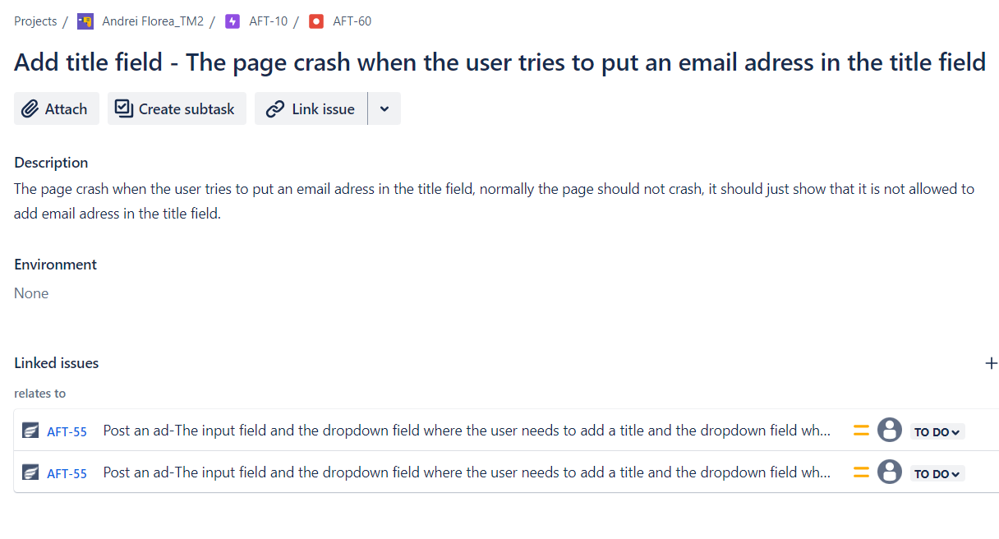 Projects / Andrei Florea_TM2 / AFT-10 / AFT-60
Add title field - The page crash when the user tries to put an email adress in the title field
Attach Create subtask Link issue
Description
The page crash when the user tries to put an email adress in the title field, normally the page should not crash, it should just show that it is not allowed to
add email adress in the title field.
Environment
None
Linked issues
relates to
AFT-55 Post an ad-The input field and the dropdown field where the user needs to add a title and the dropdown field wh... TO DO
AFT-55 Post an ad-The input field and the dropdown field where the user needs to add a title and the dropdown field wh... TO DO